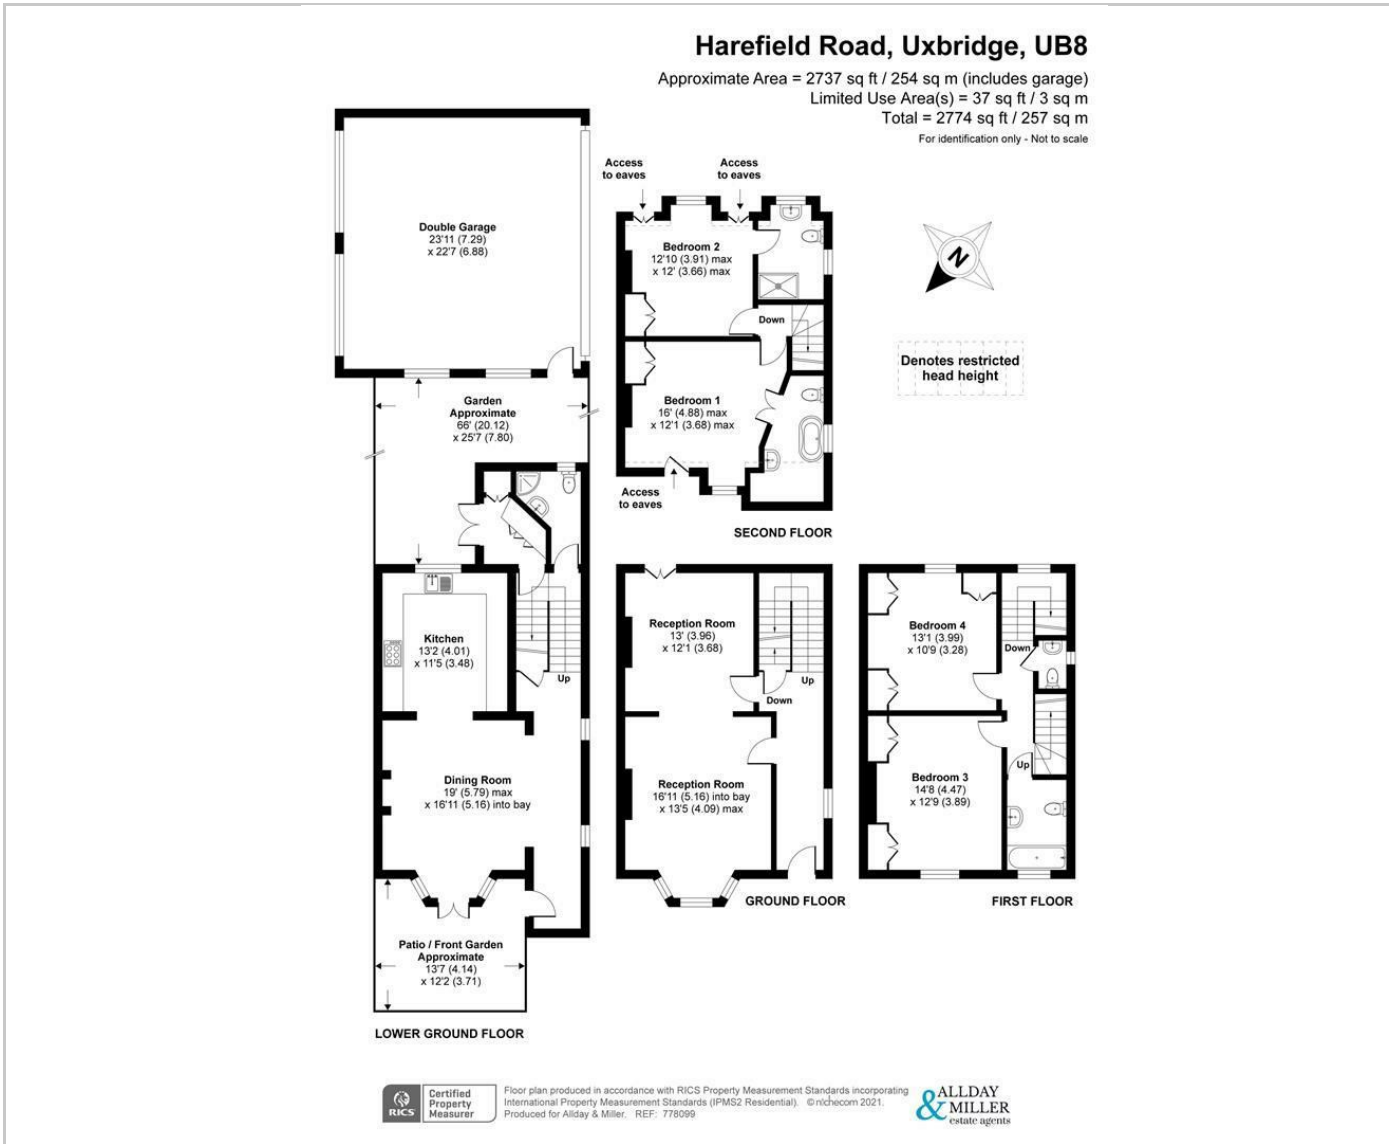 Harefield Road, Uxbridge, UB8
Approximate Area = 2737 sq ft / 254 sq m (includes garage)
Limited Use Area(s) = 37 sq ft / 3 sq m
Total = 2774 sq ft / 257 sq m
For identification only - Not to scale
Double Garage
23'11 (7.29)
x 22'7 (6.88)
Garden
Approximate
66' (20.12)
x 25'7 (7.80)
Kitchen
13'2 (4.01)
x 11'5 (3.48)
Up
Dining Room
19' (5.79) max
x 16'11 (5.16) into bay
Patio / Front Garden
Approximate
13'7 (4.14)
x 12'2 (3.71)
LOWER GROUND FLOOR
Access
to eaves
Access
to eaves
Bedroom 2
12'10 (3.91) max
x 12' (3.66) max
Down
Bedroom 1
16' (4.88) max
x 12'1 (3.68) max
Access
to eaves
SECOND FLOOR
N
Denotes restricted
head height
Reception Room
13' (3.96)
x 12'1 (3.68)
Up
Down
Reception Room
16'11 (5.16) into bay
x 13'5 (4.09) max
GROUND FLOOR
Bedroom 4
13'1 (3.99)
x 10'9 (3.28)
Down
Bedroom 3
14'8 (4.47)
x 12'9 (3.89)
Up
FIRST FLOOR
RICS
Certified
Property
Measurer
Floor plan produced in accordance with RICS Property Measurement Standards incorporating
International Property Measurement Standards (IPMS2 Residential). © nichecom 2021.
Produced for Allday & Miller. REF: 778099
ALLDAY
& MILLER
estate agents